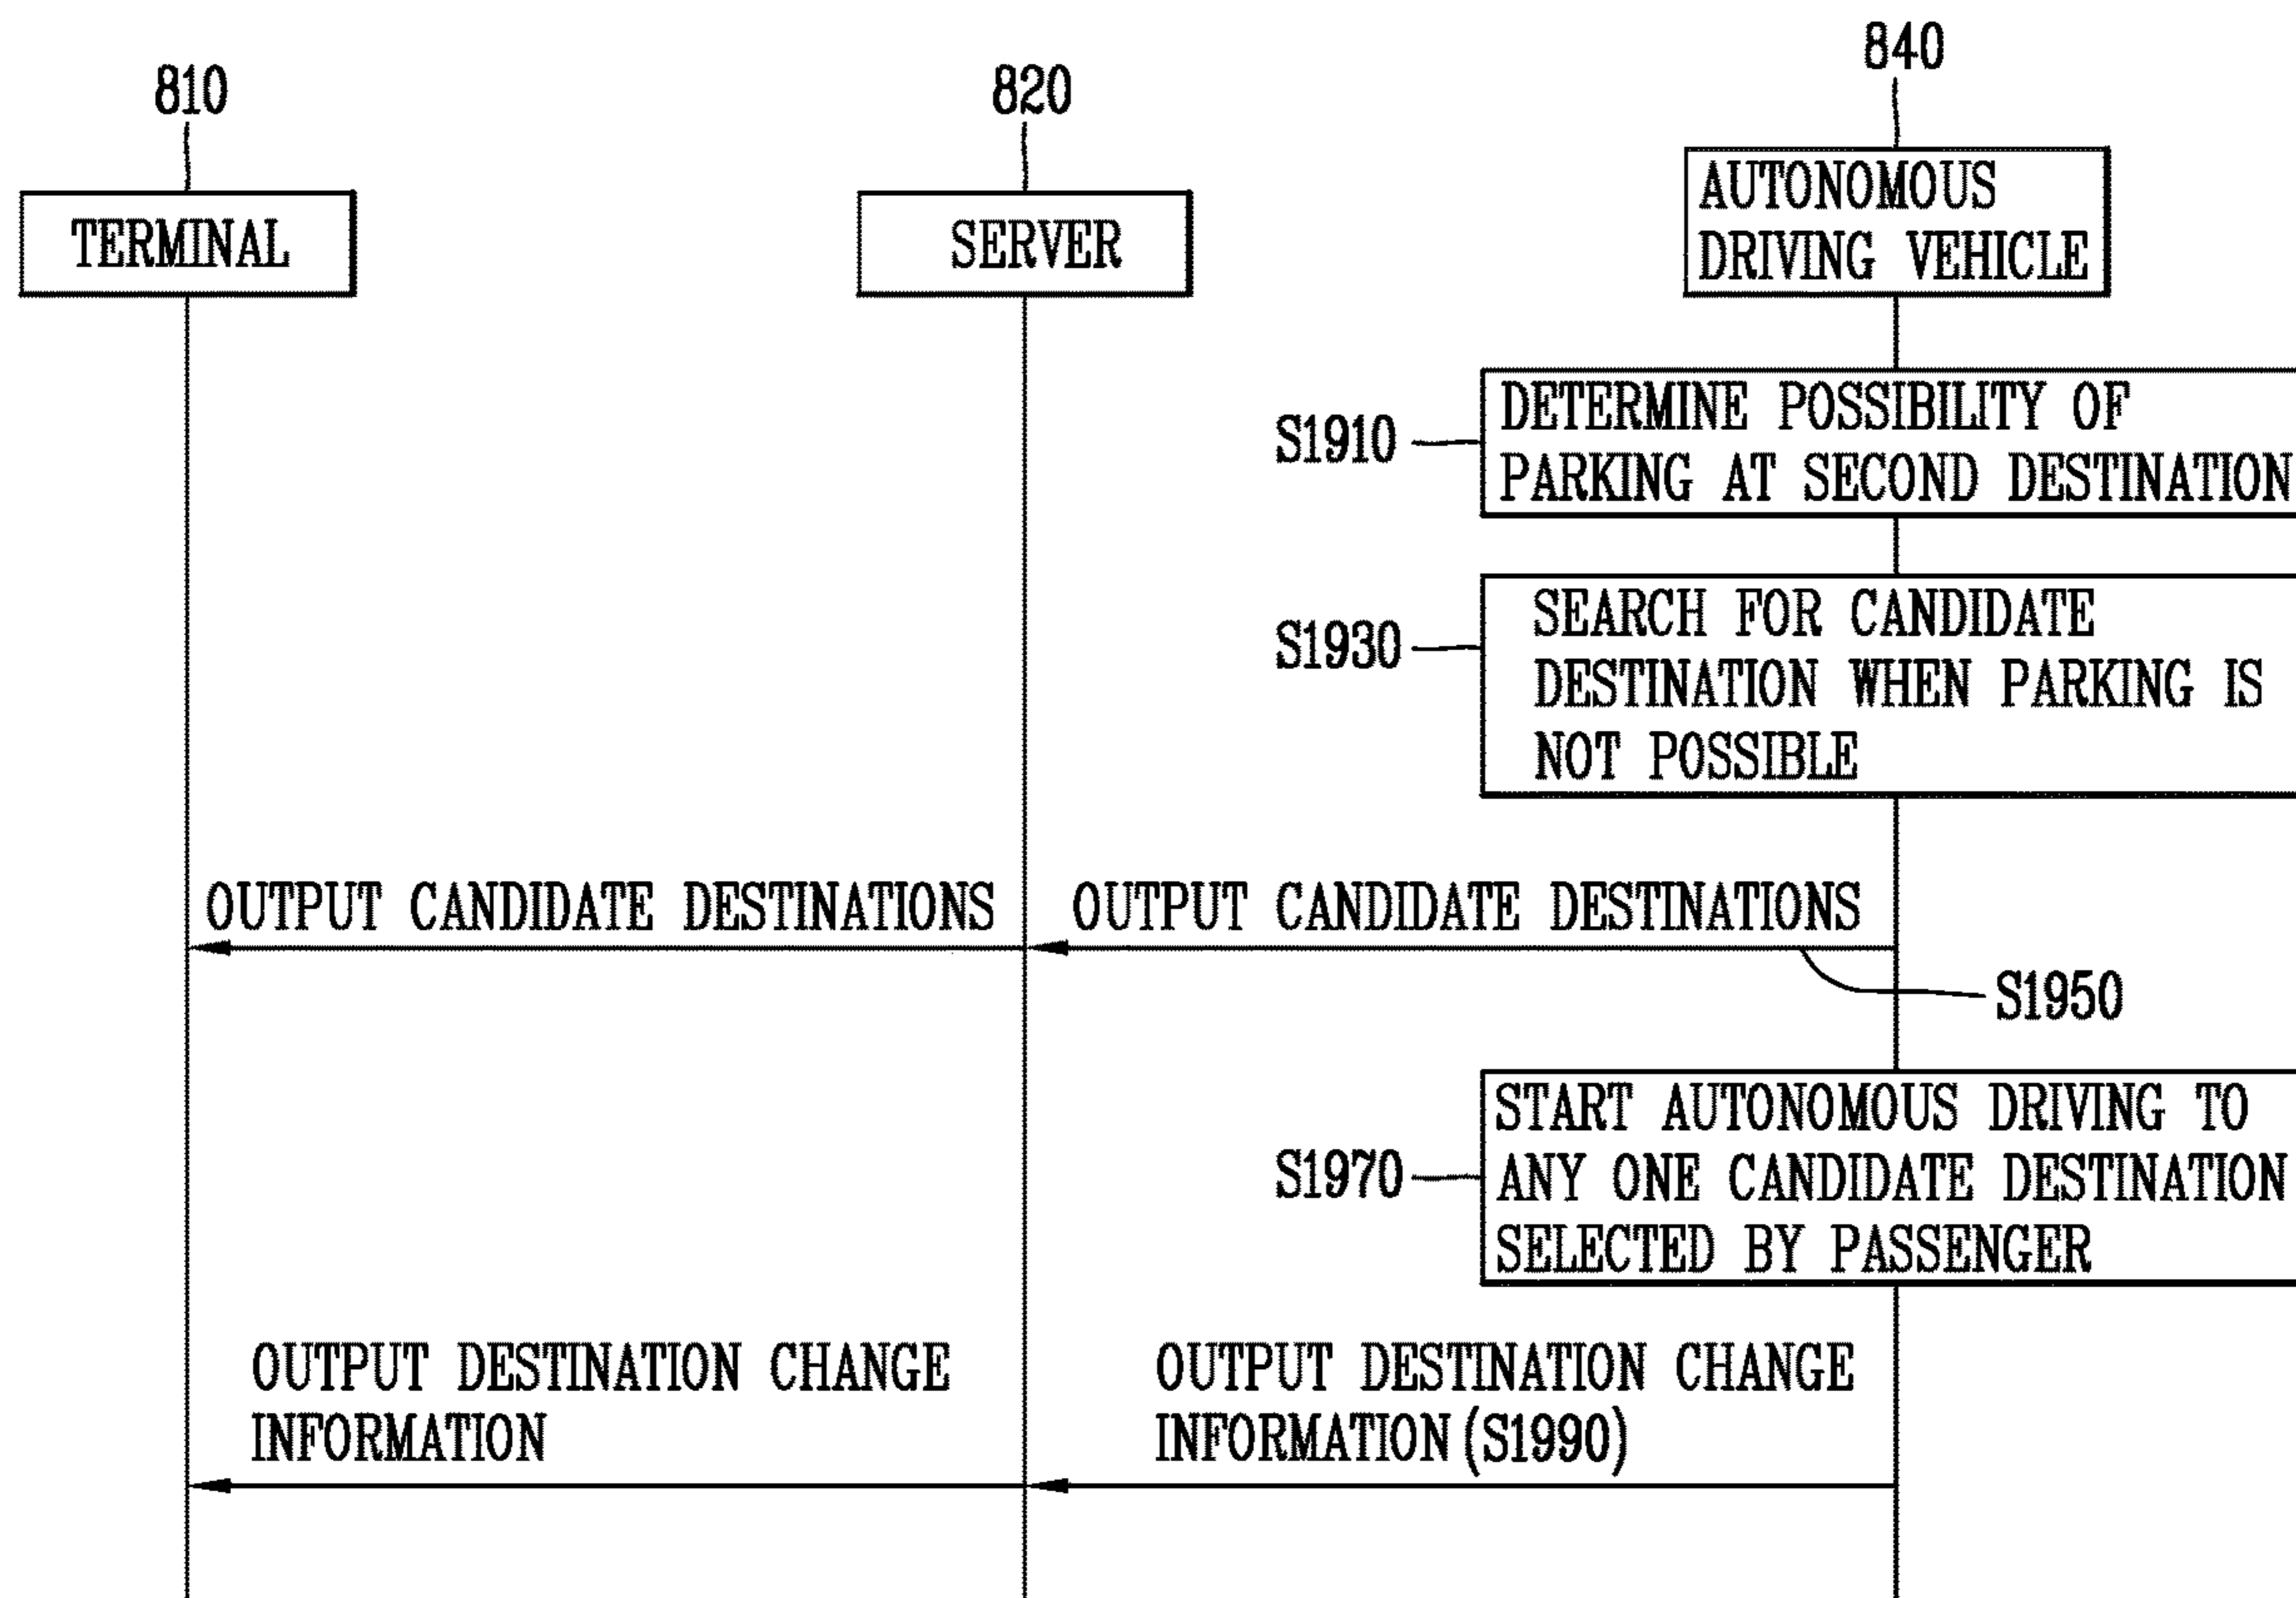 840
810
820
AUTONOMOUS
DRIVING VEHICLE
TERMINAL
SERVER
S1910
DETERMINE POSSIBILITY OF
PARKING AT SECOND DESTINATION
S1930
SEARCH FOR CANDIDATE
DESTINATION WHEN PARKING IS
NOT POSSIBLE
OUTPUT CANDIDATE DESTINATIONS
OUTPUT CANDIDATE DESTINATIONS
S1950
S1970
START AUTONOMOUS DRIVING TO
ANY ONE CANDIDATE DESTINATION
SELECTED BY PASSENGER
OUTPUT DESTINATION CHANGE
INFORMATION
OUTPUT DESTINATION CHANGE
INFORMATION (S1990)